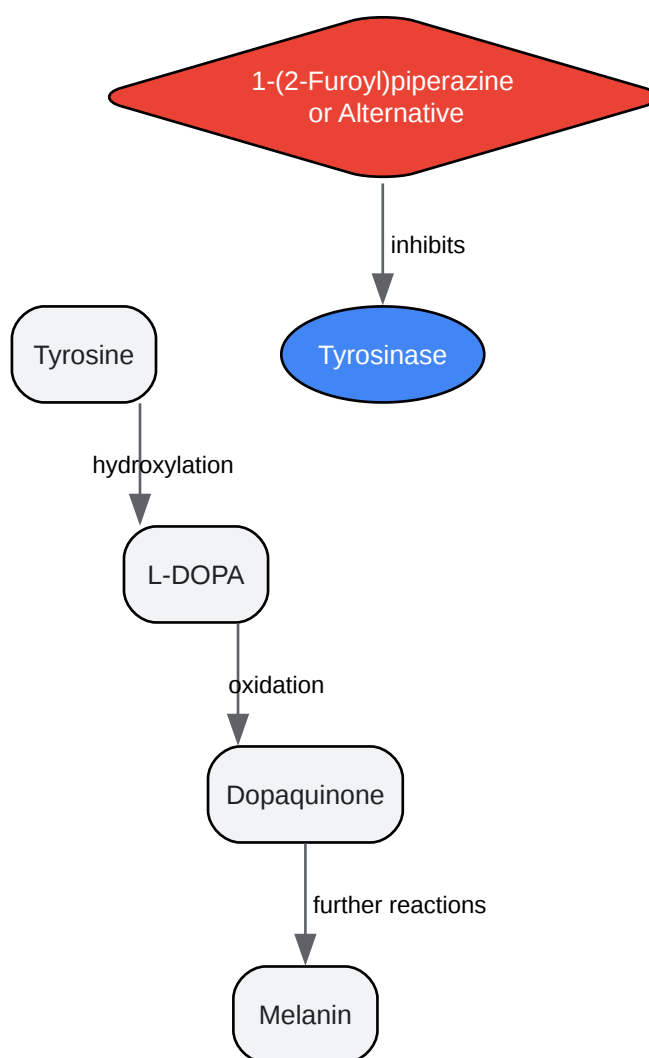 1-(2-Furoyl)piperazine
or Alternative
inhibits
Tyrosine
Tyrosinase
hydroxylation
L-DOPA
oxidation
Dopaquinone
further reactions
Melanin